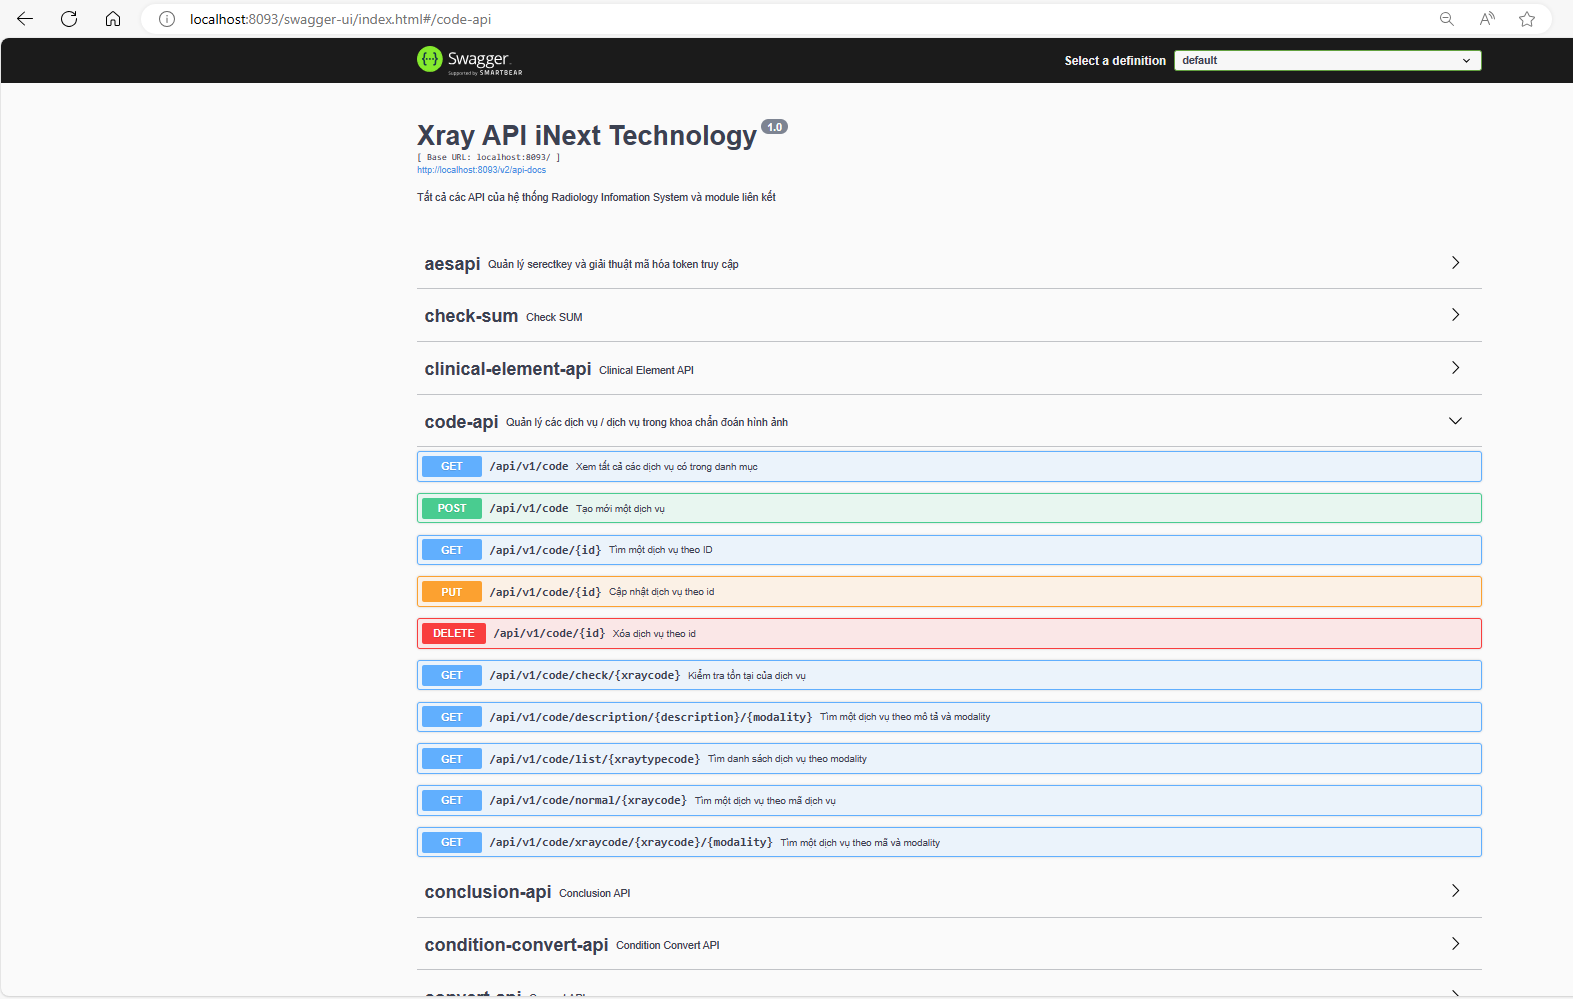 localhost:8093/swagger-ui/index.html#/code-api
Swagger
Supported by SMARTBEAR
Select a definition default
Xray API iNext Technology 1.0
[ Base URL: localhost:8093/ ]
http://localhost:8093/v2/api-docs
Tất cả các API của hệ thống Radiology Infomation System và module liên kết
aesapi Quản lý serectkey và giải thuật mã hóa token truy cập
check-sum Check SUM
clinical-element-api Clinical Element API
code-api Quản lý các dịch vụ / dịch vụ trong khoa chẩn đoán hình ảnh
GET /api/v1/code Xem tất cả các dịch vụ có trong danh mục
POST /api/v1/code Tạo mới một dịch vụ
GET /api/v1/code/{id} Tìm một dịch vụ theo ID
PUT /api/v1/code/{id} Cập nhật dịch vụ theo id
DELETE /api/v1/code/{id} Xóa dịch vụ theo id
GET /api/v1/code/check/{xraycode} Kiểm tra tồn tại của dịch vụ
GET /api/v1/code/description/{description}/{modality} Tìm một dịch vụ theo mô tả và modality
GET /api/v1/code/list/{xraytypecode} Tìm danh sách dịch vụ theo modality
GET /api/v1/code/normal/{xraycode} Tìm một dịch vụ theo mã dịch vụ
GET /api/v1/code/xraycode/{xraycode}/{modality} Tìm một dịch vụ theo mã và modality
conclusion-api Conclusion API
condition-convert-api Condition Convert API
convert-api Convert API